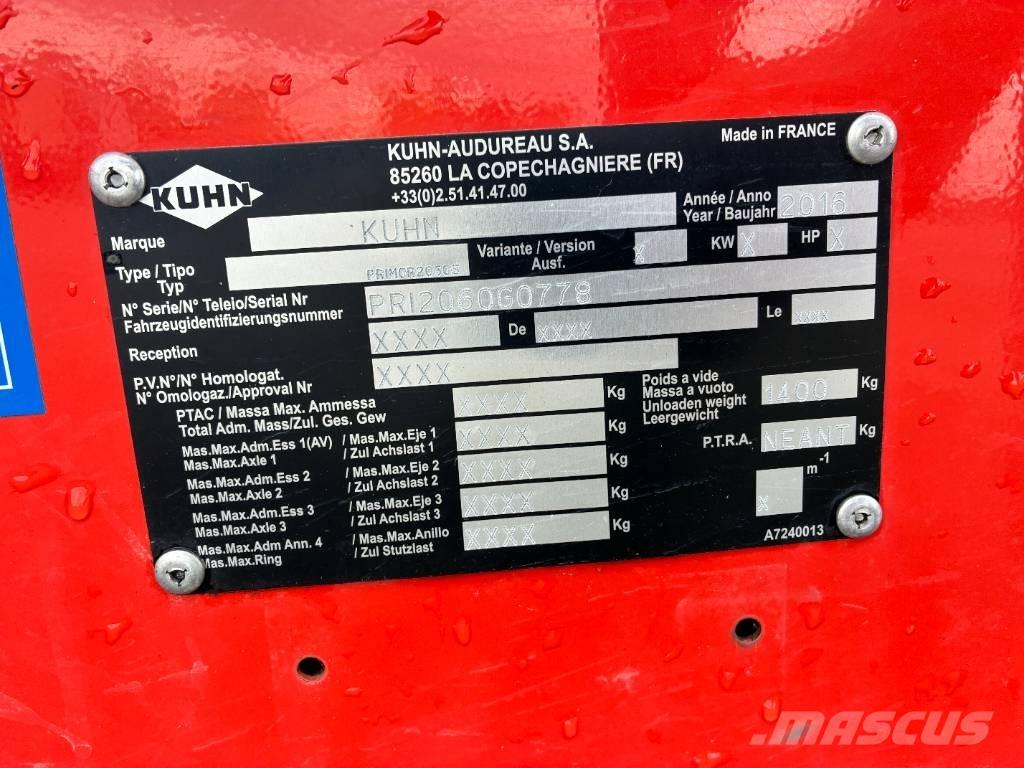 KUHN-AUDUREAU S.A.
Made in FRANCE
85260 LA COPECHAGNIERE (FR)
KUHN
+33(0)2.51.41.47.00
Marque KUHN Année / Anno 2016
Year / Baujahr
Type / Tipo Variante / Version X KW X HP X
Typ Ausf.
N° Serie/N° Teleio/Serial Nr PRI2060G0778
Fahrzeugidentifizierungsnummer
Reception XXXX De XXXX Le XXXX
P.V.N°/N° Homologat. XXXX
N° Omologaz./Approval Nr
PTAC / Massa Max. Ammessa XXXX Kg
Total Adm. Mass/Zul. Ges. Gew
Poids a vide 1400 Kg
Massa a vuoto
Unloaden weight
Leergewicht
Mas.Max.Adm.Ess 1(AV) / Mas.Max.Eje 1 XXXX Kg
Mas.Max.Axle 1 / Zul Achslast 1
P.T.R.A. NEANT Kg
Mas.Max.Adm.Ess 2 / Mas.Max.Eje 2 XXXX Kg
Mas.Max.Axle 2 / Zul Achslast 2
X m-1
Mas.Max.Adm.Ess 3 / Mas.Max.Eje 3 XXXX Kg
Mas.Max.Axle 3 / Zul Achslast 3
Mas.Max.Adm Ann. 4 / Mas.Max.Anillo XXXX Kg
Mas.Max.Ring / Zul Stutzlast
A7240013
MASCUS